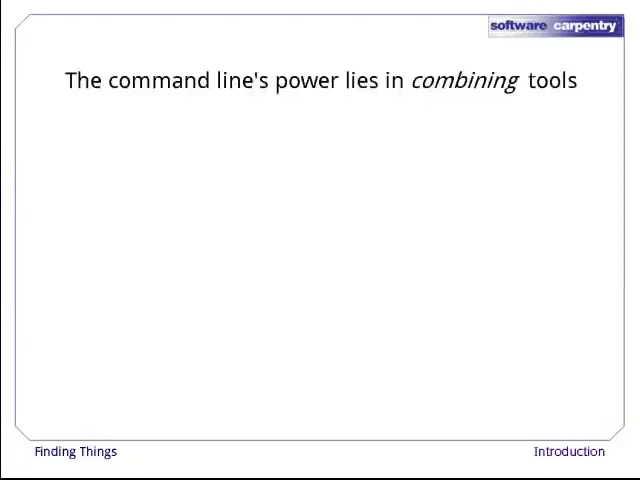 software carpentry
The command line's power lies in combining tools
Finding Things
Introduction